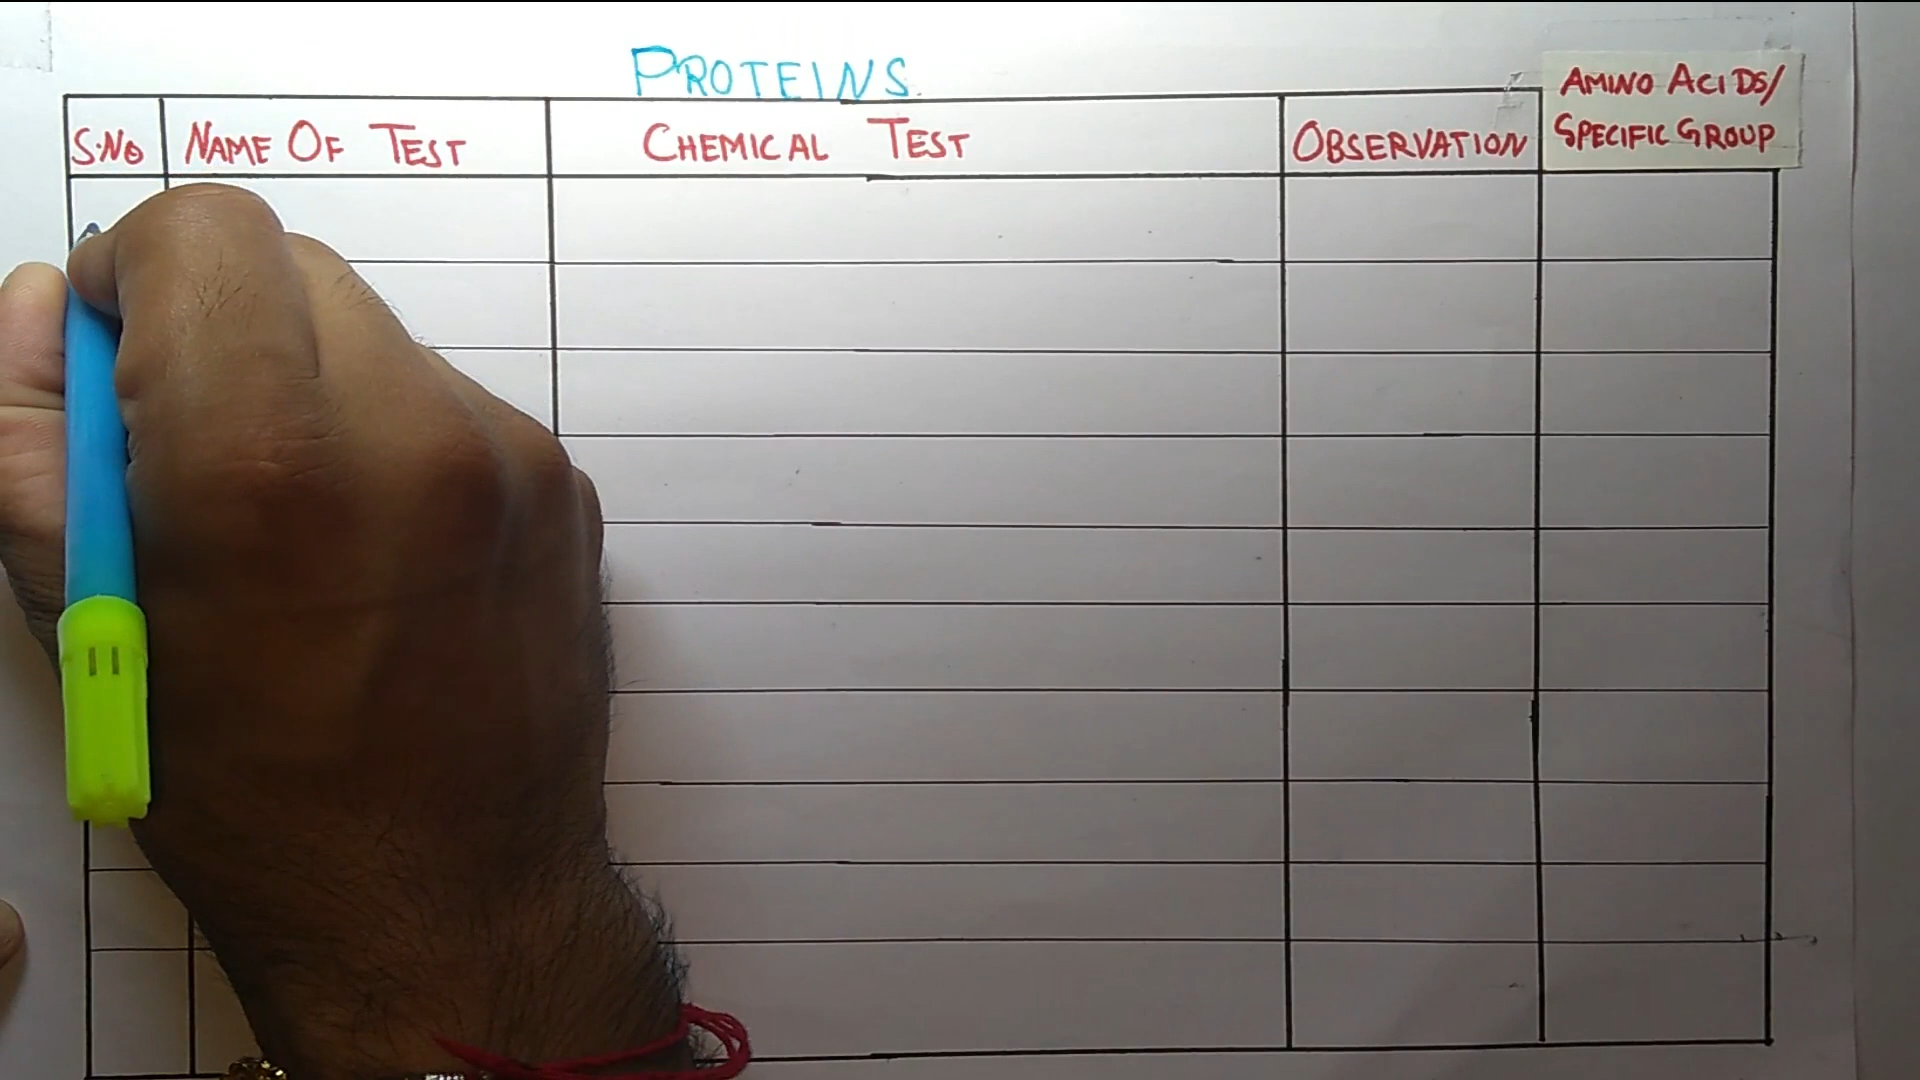 PROTEINS.
S.NO
NAME OF TEST
CHEMICAL TEST
OBSERVATION
AMINO ACIDS/
SPECIFIC GROUP